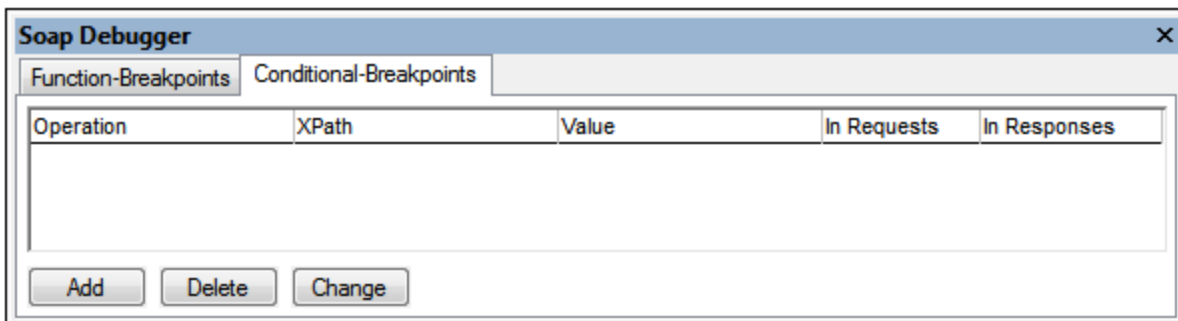 Soap Debugger
Function-Breakpoints Conditional-Breakpoints
Operation XPath Value In Requests In Responses
Add Delete Change